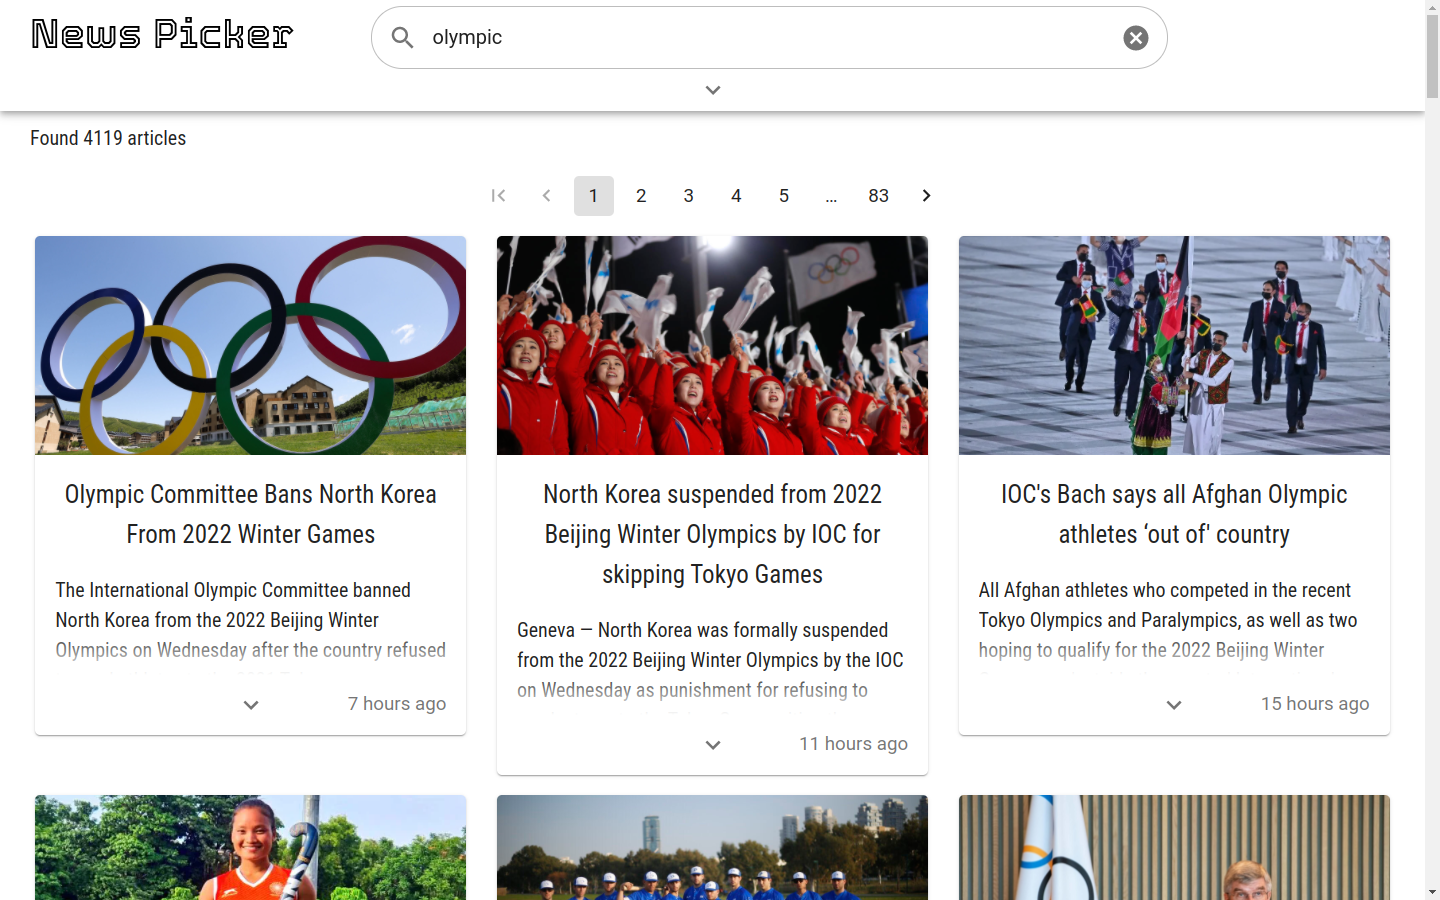 News Picker
olympic
Found 4119 articles
1 2 3 4 5 ... 83
Olympic Committee Bans North Korea
From 2022 Winter Games
The International Olympic Committee banned
North Korea from the 2022 Beijing Winter
Olympics on Wednesday after the country refused
7 hours ago
North Korea suspended from 2022
Beijing Winter Olympics by IOC for
skipping Tokyo Games
Geneva — North Korea was formally suspended
from the 2022 Beijing Winter Olympics by the IOC
on Wednesday as punishment for refusing to
11 hours ago
IOC's Bach says all Afghan Olympic
athletes ‘out of' country
All Afghan athletes who competed in the recent
Tokyo Olympics and Paralympics, as well as two
hoping to qualify for the 2022 Beijing Winter
15 hours ago